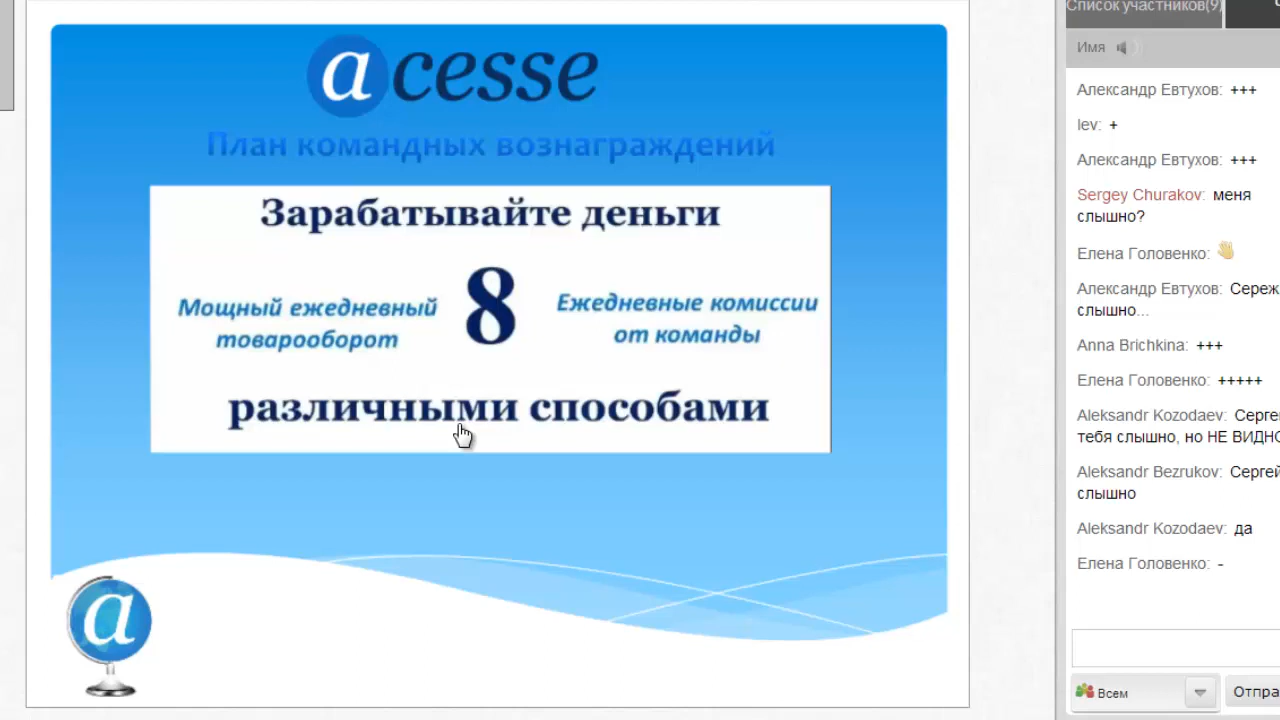 acesse
План командных вознаграждений
Зарабатывайте деньги
Мощный ежедневный
товарооборот
8
Ежедневные комиссии
от команды
различными способами
a
Список участников(9)
Имя
Александр Евтухов: +++
lev: +
Александр Евтухов: +++
Sergey Churakov: меня
слышно?
Елена Головенко:
Александр Евтухов: Сереж
слышно...
Anna Brichkina: +++
Елена Головенко: +++++
Aleksandr Kozodaev: Серге
тебя слышно, но НЕ ВИДНО
Aleksandr Bezrukov: Сергей
слышно
Aleksandr Kozodaev: да
Елена Головенко: -
Всем
Отпра